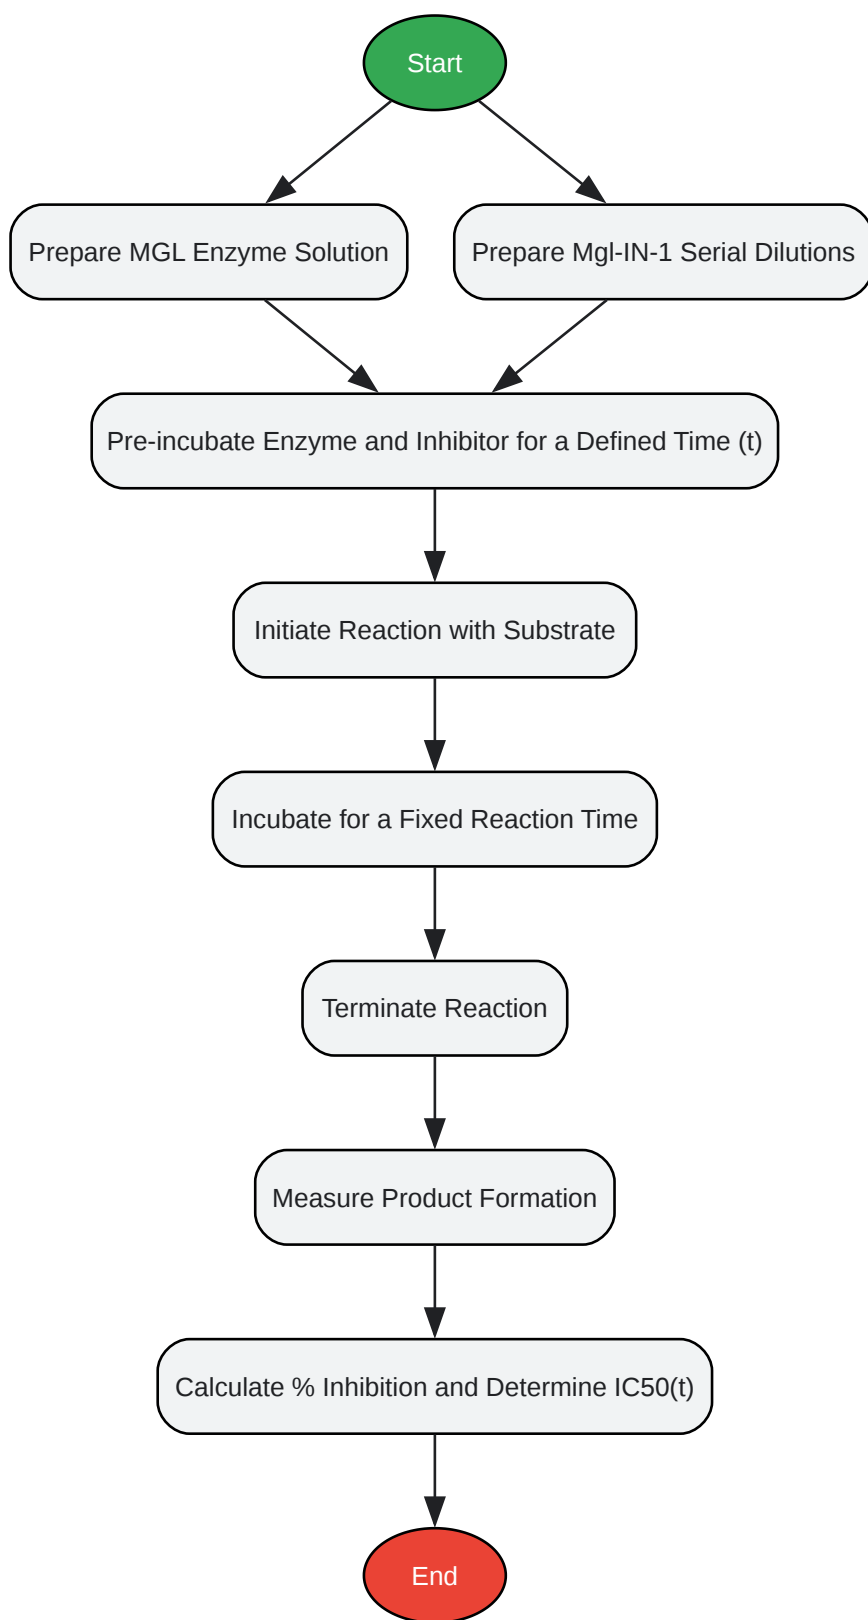 Start
Prepare MGL Enzyme Solution
Prepare Mgl-IN-1 Serial Dilutions
Pre-incubate Enzyme and Inhibitor for a Defined Time (t)
Initiate Reaction with Substrate
Incubate for a Fixed Reaction Time
Terminate Reaction
Measure Product Formation
Calculate % Inhibition and Determine IC50(t)
End